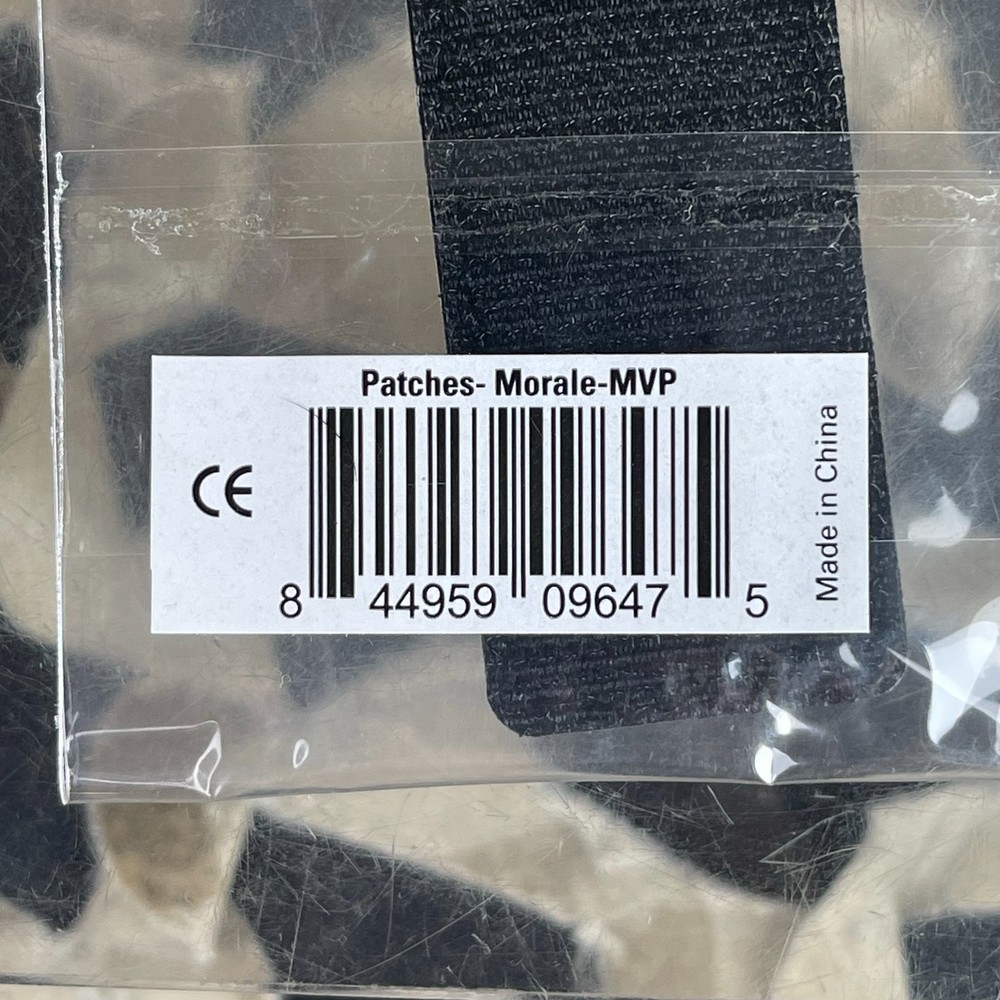 Patches- Morale-MVP
CE
8 44959 09647 5
Made in China